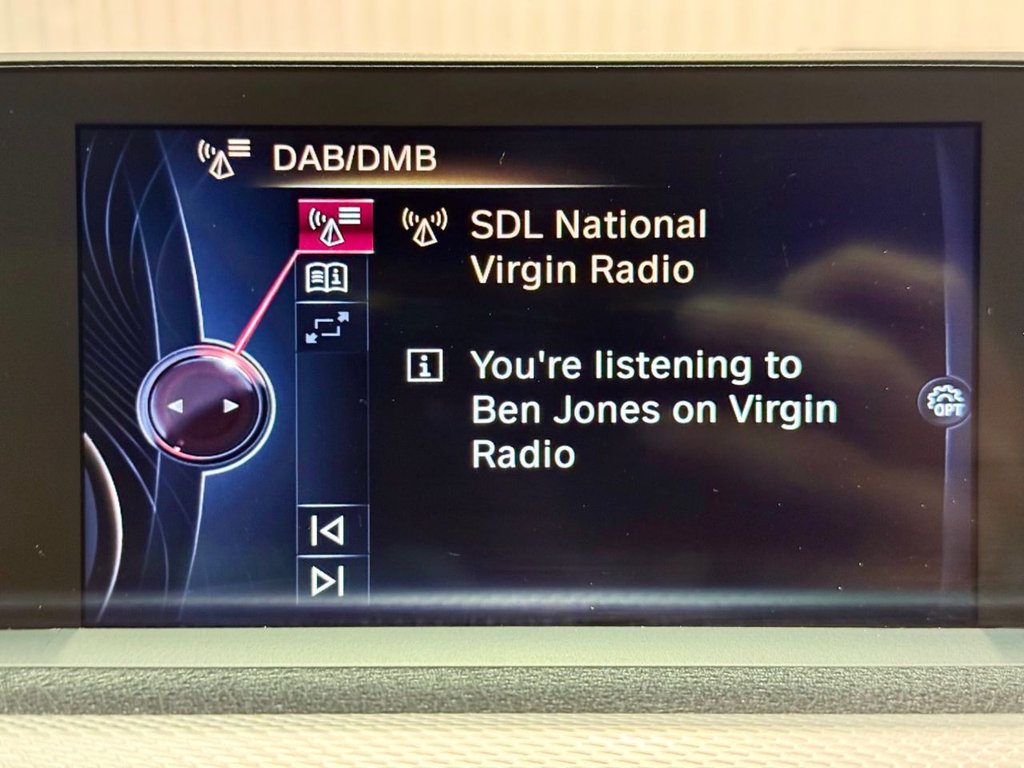 DAB/DMB
SDL National
Virgin Radio
You're listening to
Ben Jones on Virgin
Radio
OPT